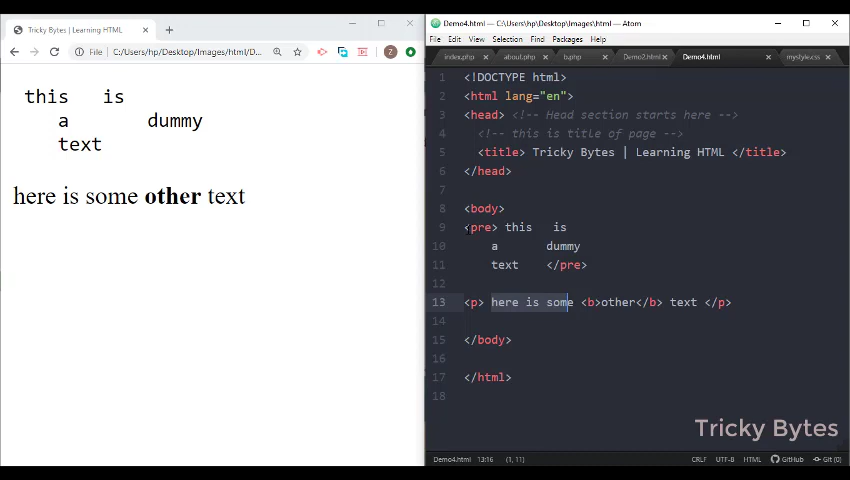 Tricky Bytes | Learning HTML
File | C:/Users/hp/Desktop/Images/html/D...
Z
this is
a dummy
text
here is some other text
Demo4.html — C:\Users\hp\Desktop\Images\html — Atom
File Edit View Selection Find Packages Help
index.php about.php b.php Demo2.html Demo4.html mystyle.css
1 <!DOCTYPE html>
2 <html lang="en">
3 <head> <!-- Head section starts here -->
4 <!-- this is title of page -->
5 <title> Tricky Bytes | Learning HTML </title>
6 </head>
7
8 <body>
9 <pre> this is
10 a dummy
11 text </pre>
12
13 <p> here is some <b>other</b> text </p>
14
15 </body>
16
17 </html>
18
Tricky Bytes
Demo4.html 13:16 (1, 11) CRLF UTF-8 HTML GitHub Git (0)